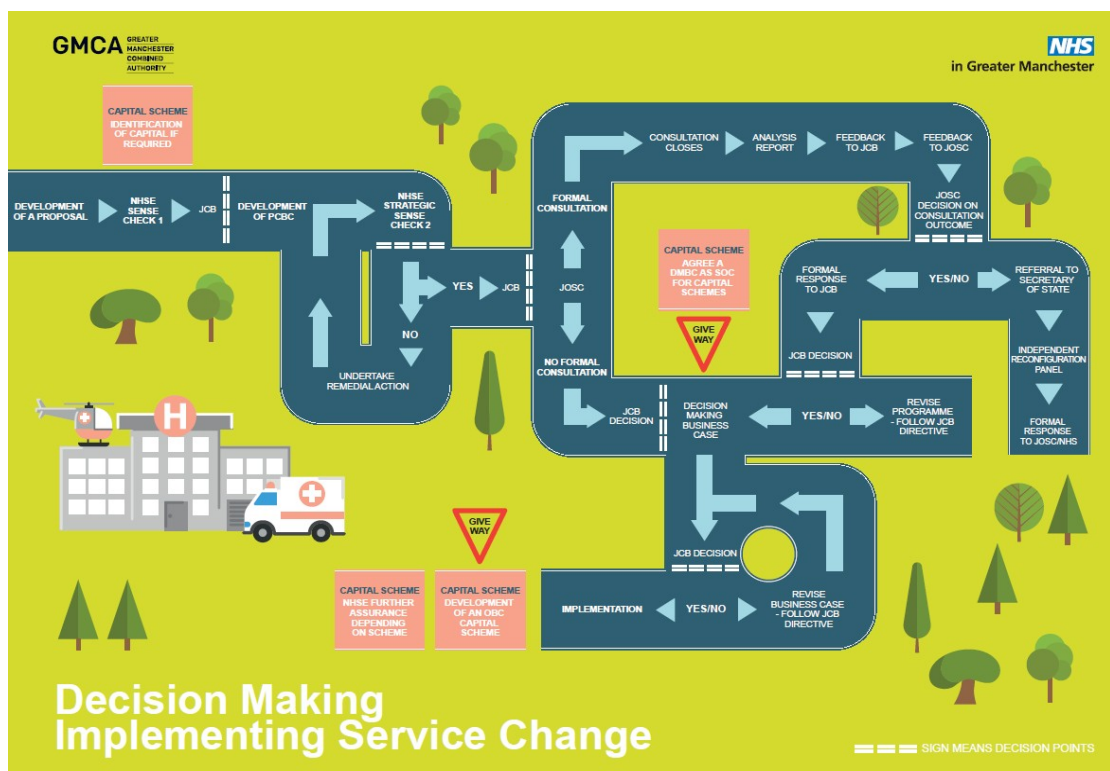 GMCA
GREATER
MANCHESTER
COMBINED
AUTHORITY
NHS
in Greater Manchester
CAPITAL SCHEME
IDENTIFICATION
OF CAPITAL IF
REQUIRED
DEVELOPMENT
OF A PROPOSAL
NHSE
SENSE
CHECK 1
JCB
DEVELOPMENT
OF PCBC
NHSE
STRATEGIC
SENSE
CHECK 2
YES
JCB
NO
UNDERTAKE
REMEDIAL ACTION
JOSC
FORMAL
CONSULTATION
CONSULTATION
CLOSES
ANALYSIS
REPORT
FEEDBACK
TO JCB
FEEDBACK
TO JOSC
JOSC
DECISION ON
CONSULTATION
OUTCOME
YES/NO
FORMAL
RESPONSE
TO JCB
REFERRAL TO
SECRETARY
OF STATE
INDEPENDENT
RECONFIGURATION
PANEL
FORMAL
RESPONSE
TO JOSC/NHS
JCB DECISION
CAPITAL SCHEME
AGREE A
DMBC AS SOC
FOR CAPITAL
SCHEMES
GIVE
WAY
NO FORMAL
CONSULTATION
JCB
DECISION
DECISION
MAKING
BUSINESS
CASE
YES/NO
REVISE
PROGRAMME
- FOLLOW JCB
DIRECTIVE
JCB DECISION
IMPLEMENTATION
YES/NO
REVISE
BUSINESS CASE
- FOLLOW JCB
DIRECTIVE
H
GIVE
WAY
CAPITAL SCHEME
NHSE FURTHER
ASSURANCE
DEPENDING
ON SCHEME
CAPITAL SCHEME
DEVELOPMENT
OF AN OBC
CAPITAL
SCHEME
Decision Making
Implementing Service Change
SIGN MEANS DECISION POINTS